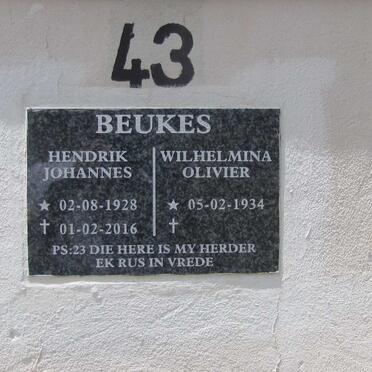 43
BEUKES
HENDRIK JOHANNES
★ 02-08-1928
✝ 01-02-2016
WILHELMINA OLIVIER
★ 05-02-1934
✝
PS:23 DIE HERE IS MY HERDER
EK RUS IN VREDE